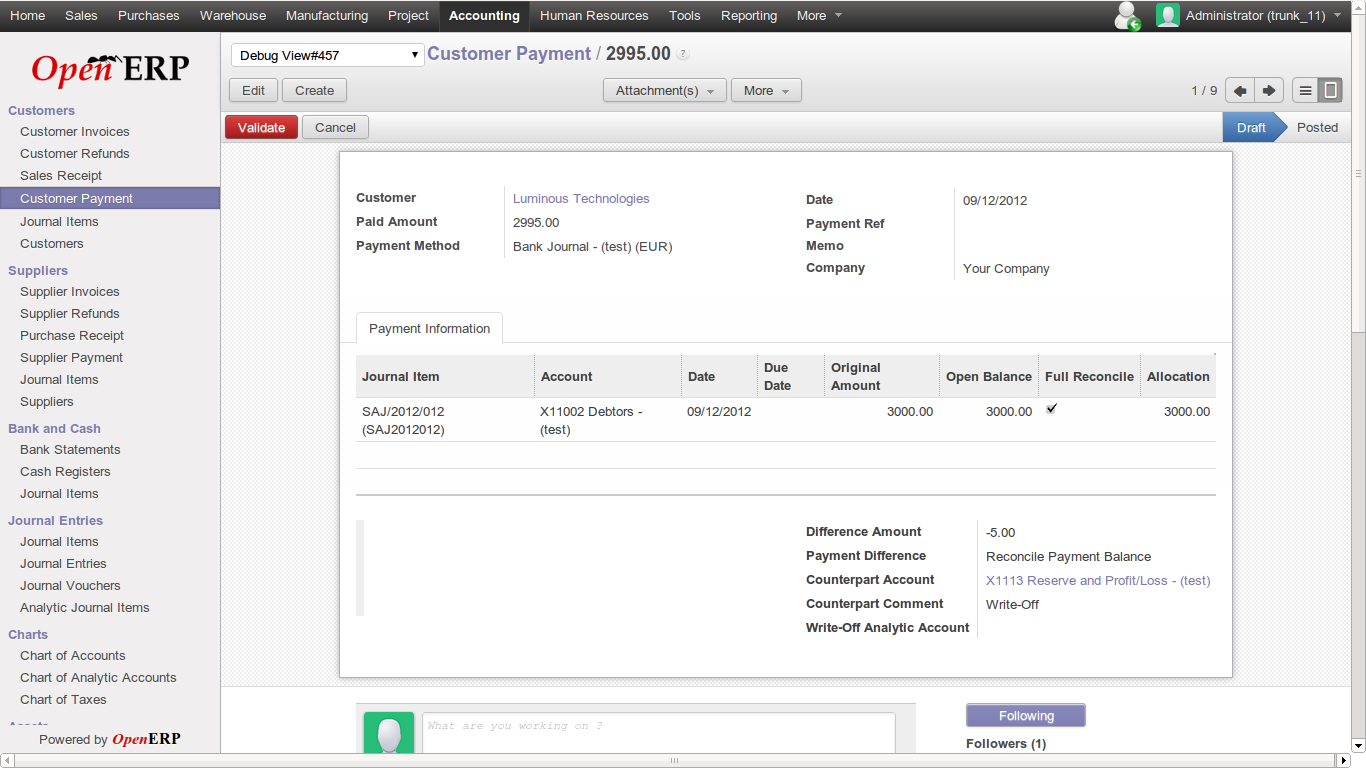 Home Sales Purchases Warehouse Manufacturing Project Accounting Human Resources Tools Reporting More Administrator (trunk_11)
OpenERP
Customers
Customer Invoices
Customer Refunds
Sales Receipt
Customer Payment
Journal Items
Customers
Suppliers
Supplier Invoices
Supplier Refunds
Purchase Receipt
Supplier Payment
Journal Items
Suppliers
Bank and Cash
Bank Statements
Cash Registers
Journal Items
Journal Entries
Journal Items
Journal Entries
Journal Vouchers
Analytic Journal Items
Charts
Chart of Accounts
Chart of Analytic Accounts
Chart of Taxes
Powered by OpenERP
Debug View#457 Customer Payment / 2995.00 ?
Edit Create Attachment(s) More 1 / 9
Validate Cancel Draft Posted
Customer Luminous Technologies
Paid Amount 2995.00
Payment Method Bank Journal - (test) (EUR)
Date 09/12/2012
Payment Ref
Memo
Company Your Company
Payment Information
Journal Item Account Date Due Date Original Amount Open Balance Full Reconcile Allocation
SAJ/2012/012 X11002 Debtors - 09/12/2012 3000.00 3000.00 3000.00
(SAJ2012012) (test)
Difference Amount -5.00
Payment Difference Reconcile Payment Balance
Counterpart Account X1113 Reserve and Profit/Loss - (test)
Counterpart Comment Write-Off
Write-Off Analytic Account
What are you working on ?
Following
Followers (1)